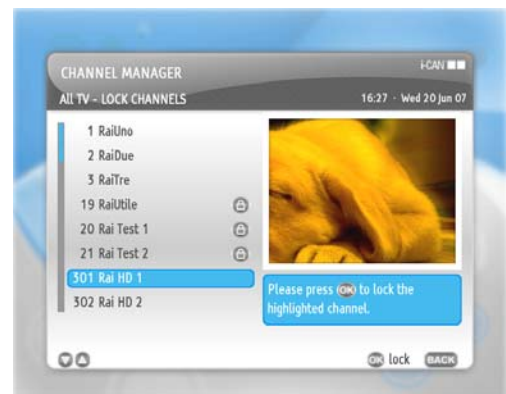 CHANNEL MANAGER
i-CAN
All TV - LOCK CHANNELS
16:27 - Wed 20 Jun 07
1 RaiUno
2 RaiDue
3 RaiTre
19 RaiUtile
20 Rai Test 1
21 Rai Test 2
301 Rai HD 1
302 Rai HD 2
Please press OK to lock the
highlighted channel.
OK lock BACK